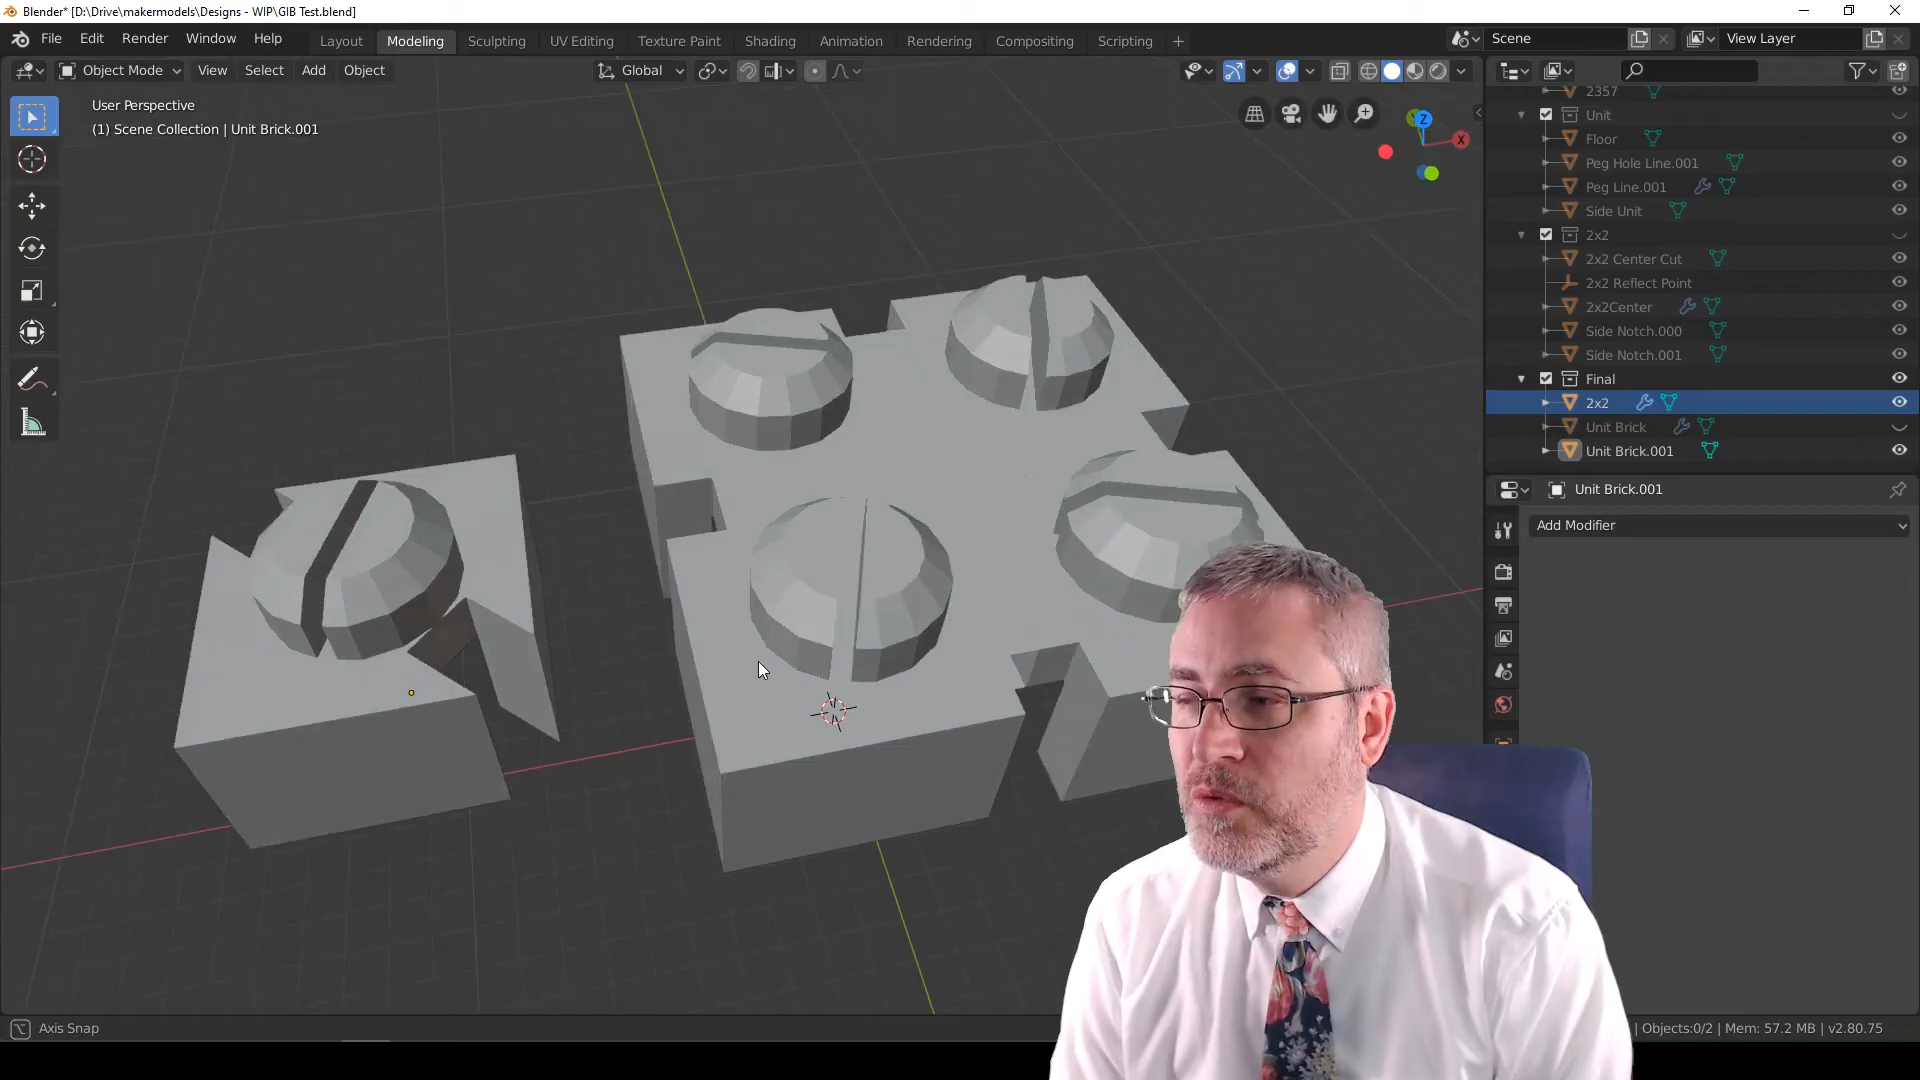 Blender* [D:\Drive\makermodels\Designs - WIP\GIB Test.blend]
File Edit Render Window Help Layout Modeling Sculpting UV Editing Texture Paint Shading Animation Rendering Compositing Scripting + Scene View Layer
Object Mode View Select Add Object Global
User Perspective
(1) Scene Collection | Unit Brick.001
Z
X
2357
Unit
Floor
Peg Hole Line.001
Peg Line.001
Side Unit
2x2
2x2 Center Cut
2x2 Reflect Point
2x2Center
Side Notch.000
Side Notch.001
Final
2x2
Unit Brick
Unit Brick.001
Unit Brick.001
Add Modifier
Axis Snap
| Objects:0/2 | Mem: 57.2 MB | v2.80.75